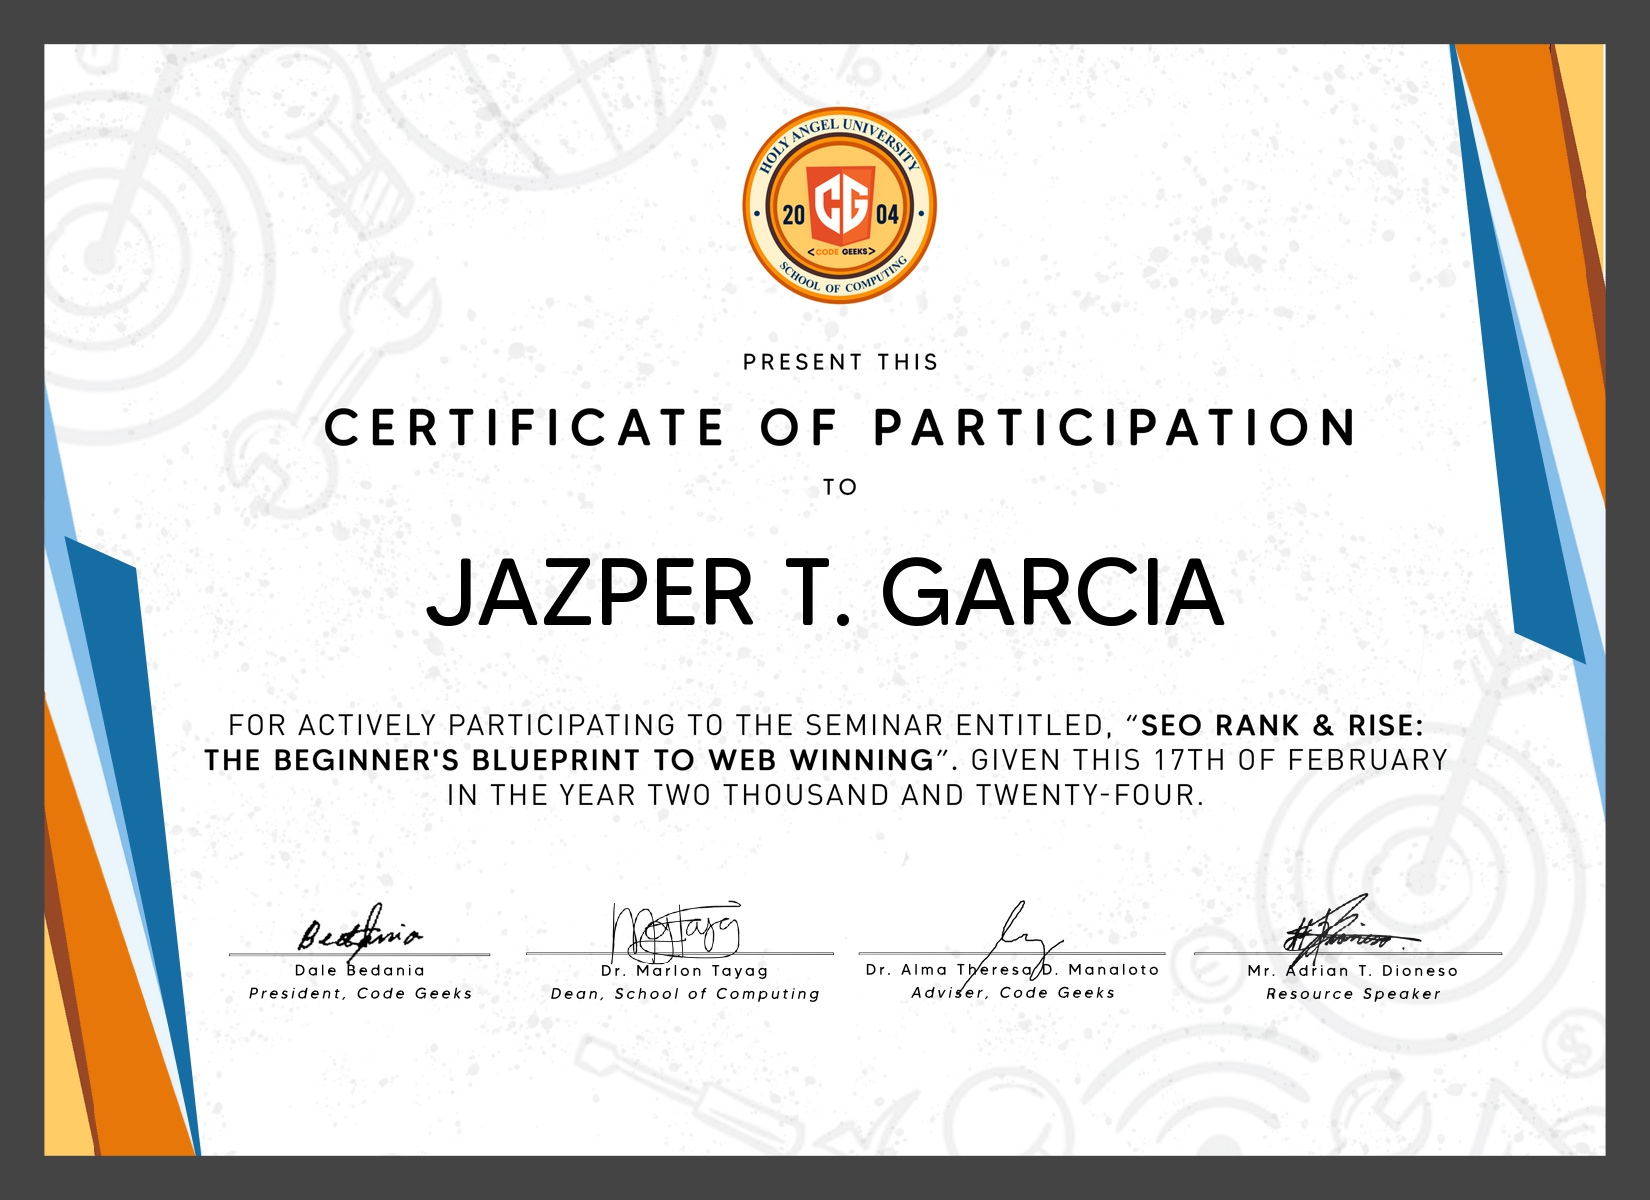 HOLY ANGEL UNIVERSITY
20 CG 04
<CODE GEEKS>
SCHOOL OF COMPUTING
PRESENT THIS
CERTIFICATE OF PARTICIPATION
TO
JAZPER T. GARCIA
FOR ACTIVELY PARTICIPATING TO THE SEMINAR ENTITLED, “SEO RANK & RISE:
THE BEGINNER'S BLUEPRINT TO WEB WINNING”. GIVEN THIS 17TH OF FEBRUARY
IN THE YEAR TWO THOUSAND AND TWENTY-FOUR.
Bedania
Dale Bedania
President, Code Geeks
Dr. Marlon Tayag
Dean, School of Computing
Dr. Alma Theresa D. Manaloto
Adviser, Code Geeks
Mr. Adrian T. Dioneso
Resource Speaker